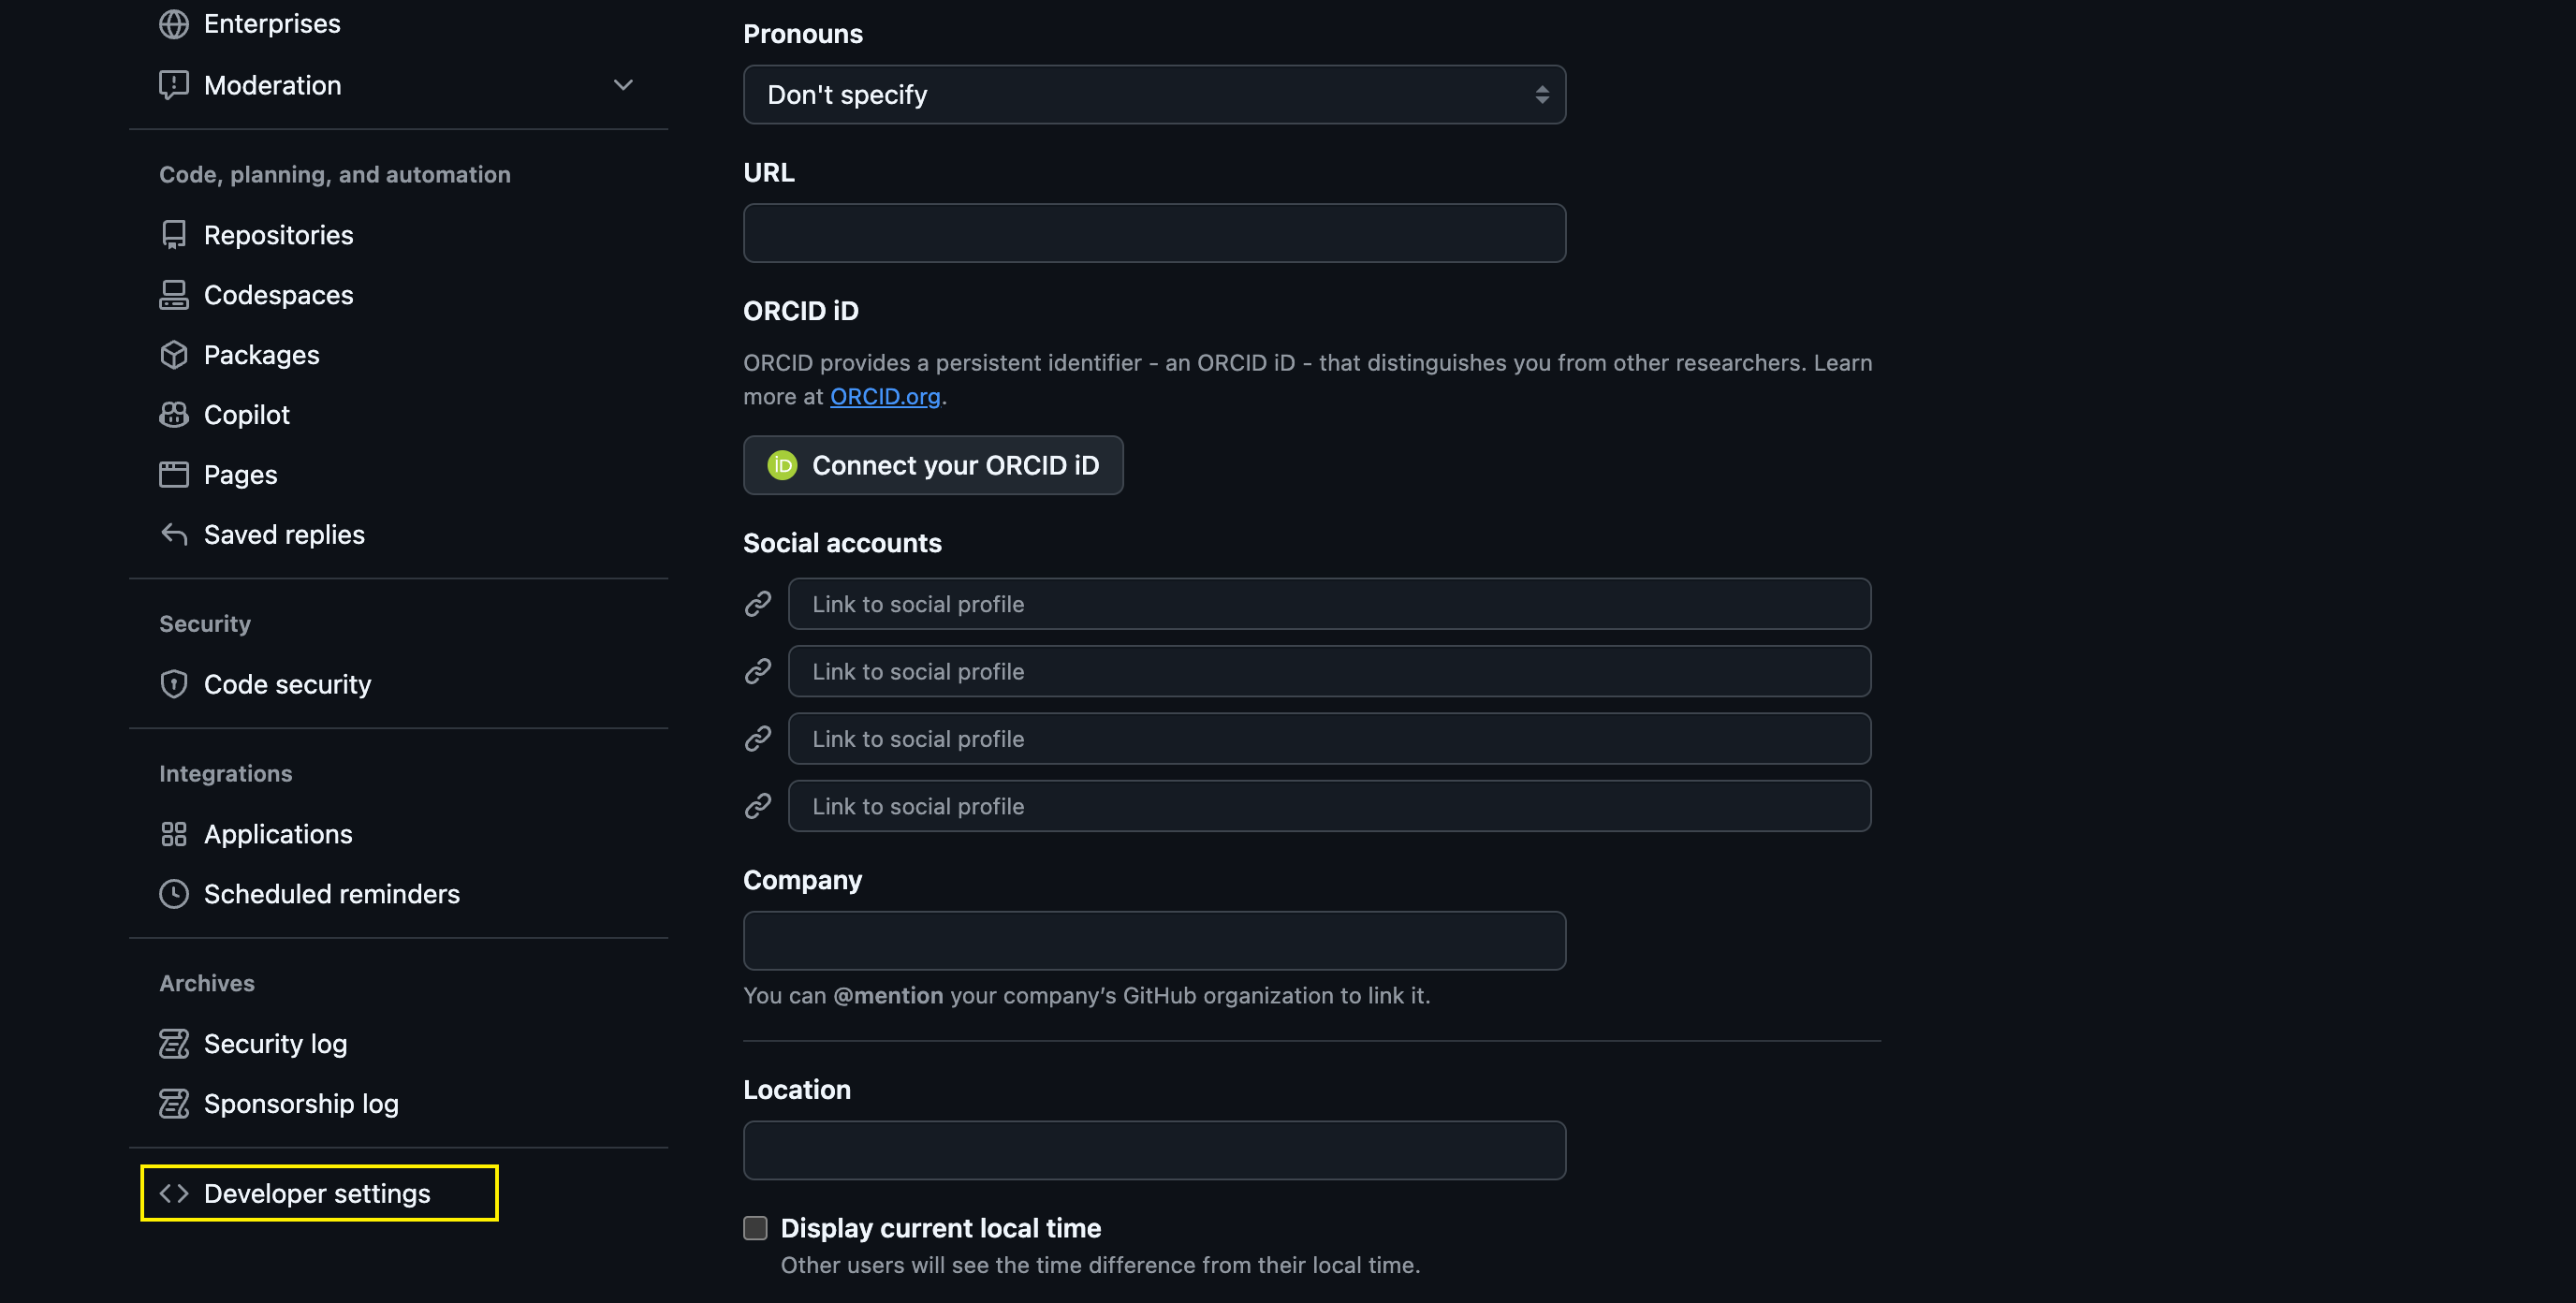 Enterprises
Moderation
Code, planning, and automation
Repositories
Codespaces
Packages
Copilot
Pages
Saved replies
Security
Code security
Integrations
Applications
Scheduled reminders
Archives
Security log
Sponsorship log
Developer settings
Pronouns
Don't specify
URL
ORCID iD
ORCID provides a persistent identifier - an ORCID iD - that distinguishes you from other researchers. Learn
more at ORCID.org.
iD Connect your ORCID iD
Social accounts
Link to social profile
Link to social profile
Link to social profile
Link to social profile
Company
You can @mention your company’s GitHub organization to link it.
Location
Display current local time
Other users will see the time difference from their local time.